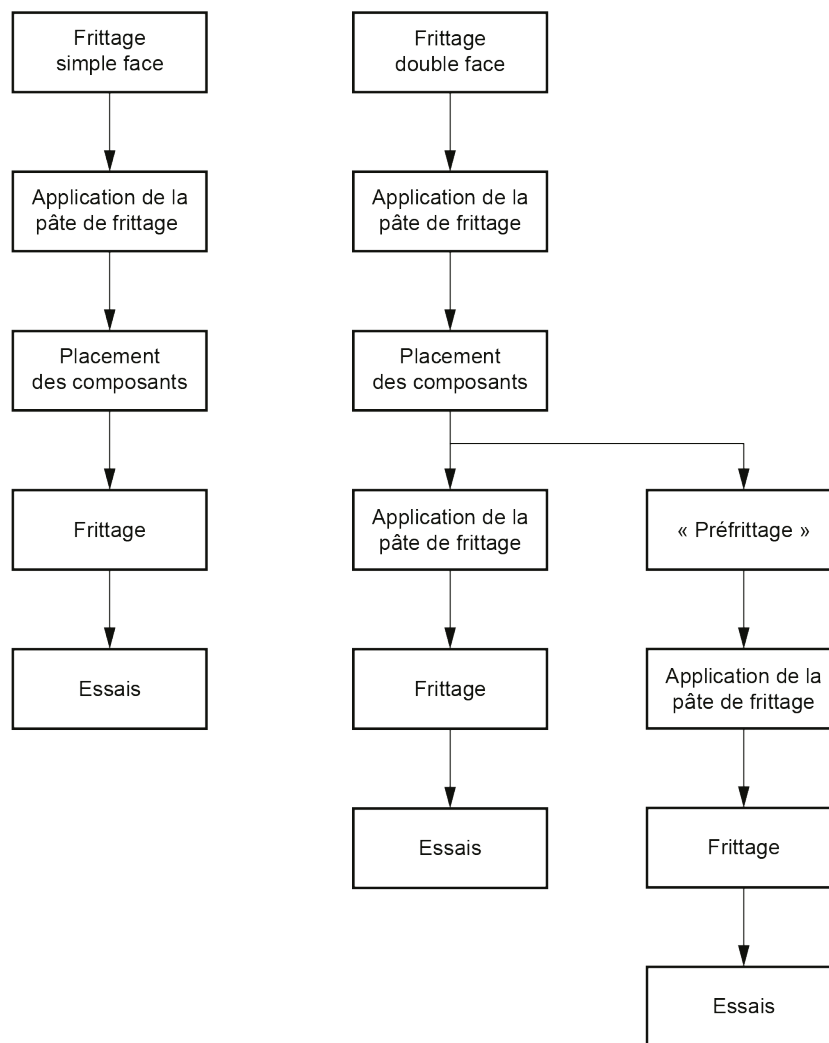 Frittage
simple face
Application de la
pâte de frittage
Placement
des composants
Frittage
Essais
Frittage
double face
Application de la
pâte de frittage
Placement
des composants
Application de la
pâte de frittage
Frittage
Essais
« Préfrittage »
Application de la
pâte de frittage
Frittage
Essais